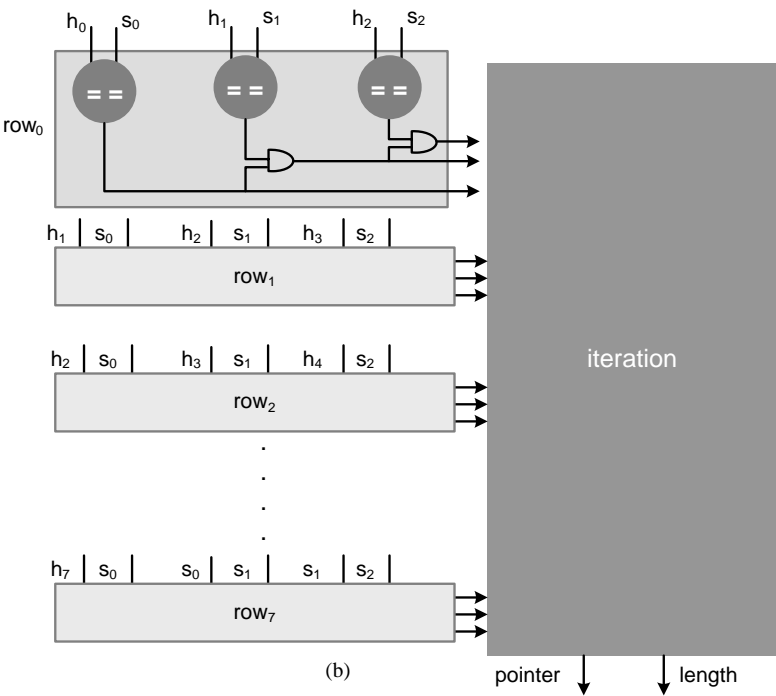 h₀ s₀ h₁ s₁ h₂ s₂
== == ==
row₀
h₁ s₀ h₂ s₁ h₃ s₂
row₁
h₂ s₀ h₃ s₁ h₄ s₂
row₂
iteration
h₇ s₀ s₀ s₁ s₁ s₂
row₇
(b)
pointer length